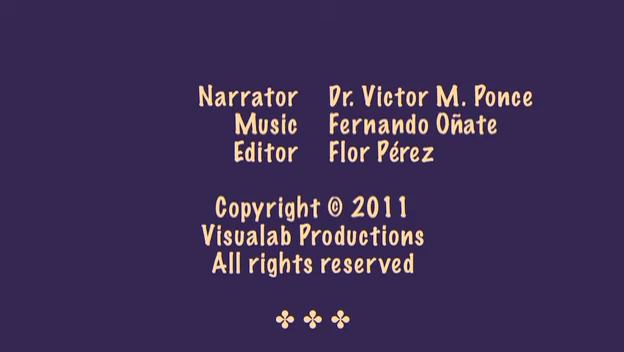 Narrator Dr. Victor M. Ponce
Music Fernando Oñate
Editor Flor Pérez
Copyright © 2011
Visualab Productions
All rights reserved